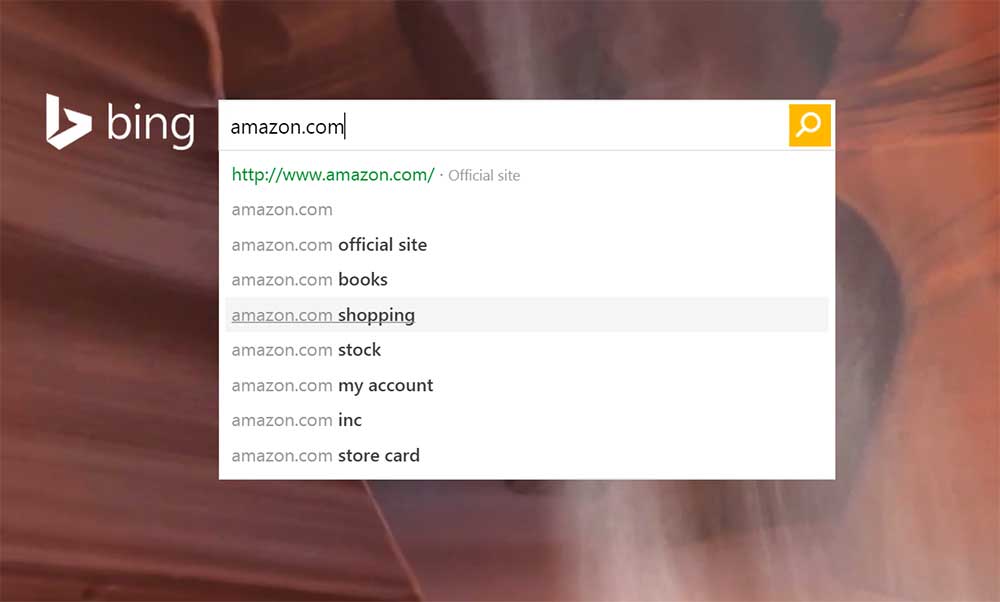 bing
amazon.com
http://www.amazon.com/ · Official site
amazon.com
amazon.com official site
amazon.com books
amazon.com shopping
amazon.com stock
amazon.com my account
amazon.com inc
amazon.com store card